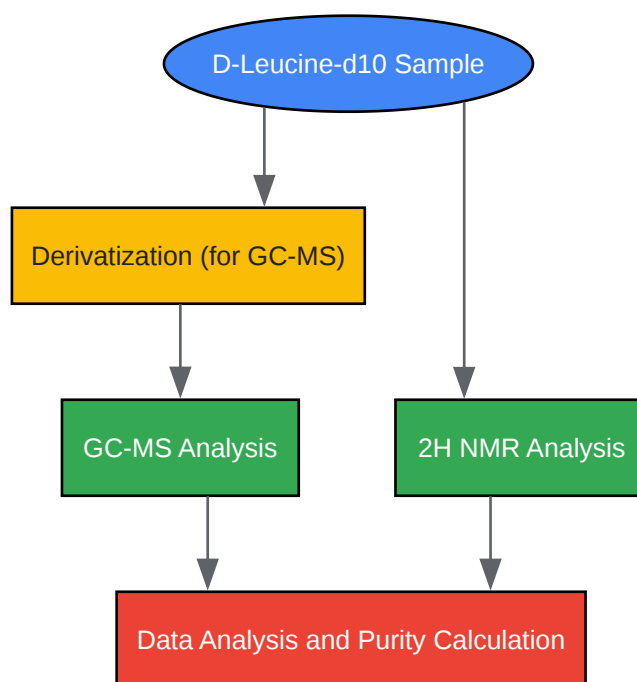 D-Leucine-d10 Sample
Derivatization (for GC-MS)
GC-MS Analysis
2H NMR Analysis
Data Analysis and Purity Calculation